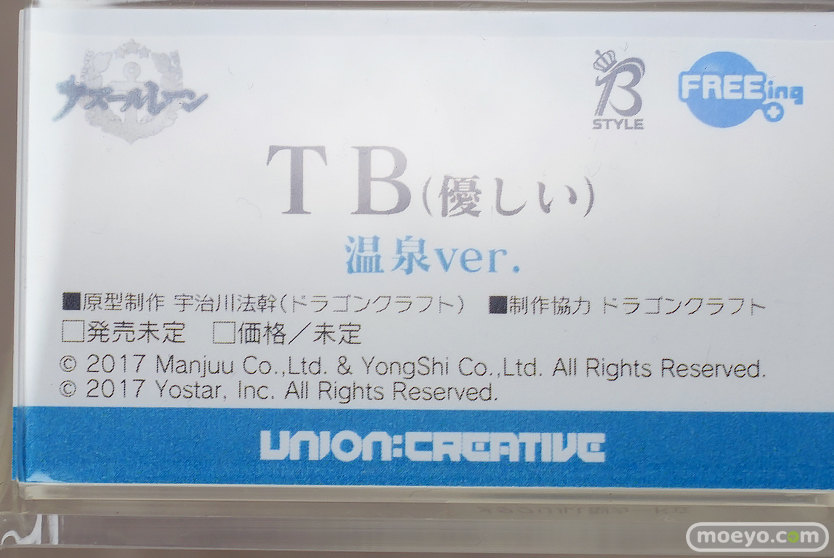 アズールレーン
B STYLE
FREEing
TB(優しい)
温泉ver.
■原型制作 宇治川法幹(ドラゴンクラフト) ■制作協力 ドラゴンクラフト
□発売未定 □価格／未定
© 2017 Manjuu Co.,Ltd. & YongShi Co.,Ltd. All Rights Reserved.
© 2017 Yostar, Inc. All Rights Reserved.
UNION:CREATIVE
moeyo.com